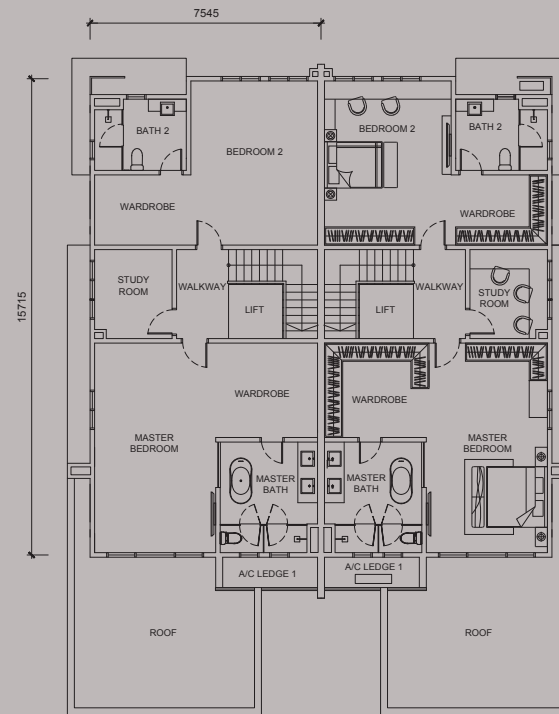 7545
15715
BATH 2
BEDROOM 2
BEDROOM 2
BATH 2
WARDROBE
WARDROBE
STUDY
ROOM
WALKWAY
LIFT
LIFT
WALKWAY
STUDY
ROOM
WARDROBE
WARDROBE
MASTER
BEDROOM
MASTER
BEDROOM
MASTER
BATH
MASTER
BATH
A/C LEDGE 1
A/C LEDGE 1
ROOF
ROOF